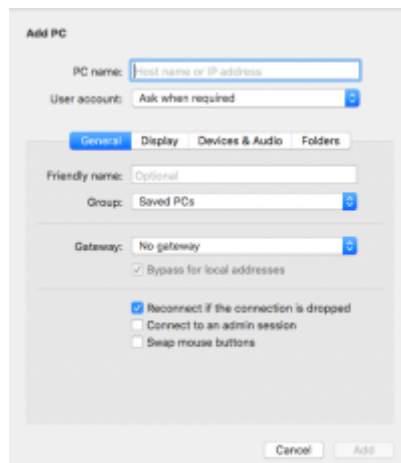 Add PC
PC name: Host name or IP address
User account: Ask when required
General Display Devices & Audio Folders
Friendly name: Optional
Group: Saved PCs
Gateway: No gateway
Bypass for local addresses
Reconnect if the connection is dropped
Connect to an admin session
Swap mouse buttons
Cancel Add